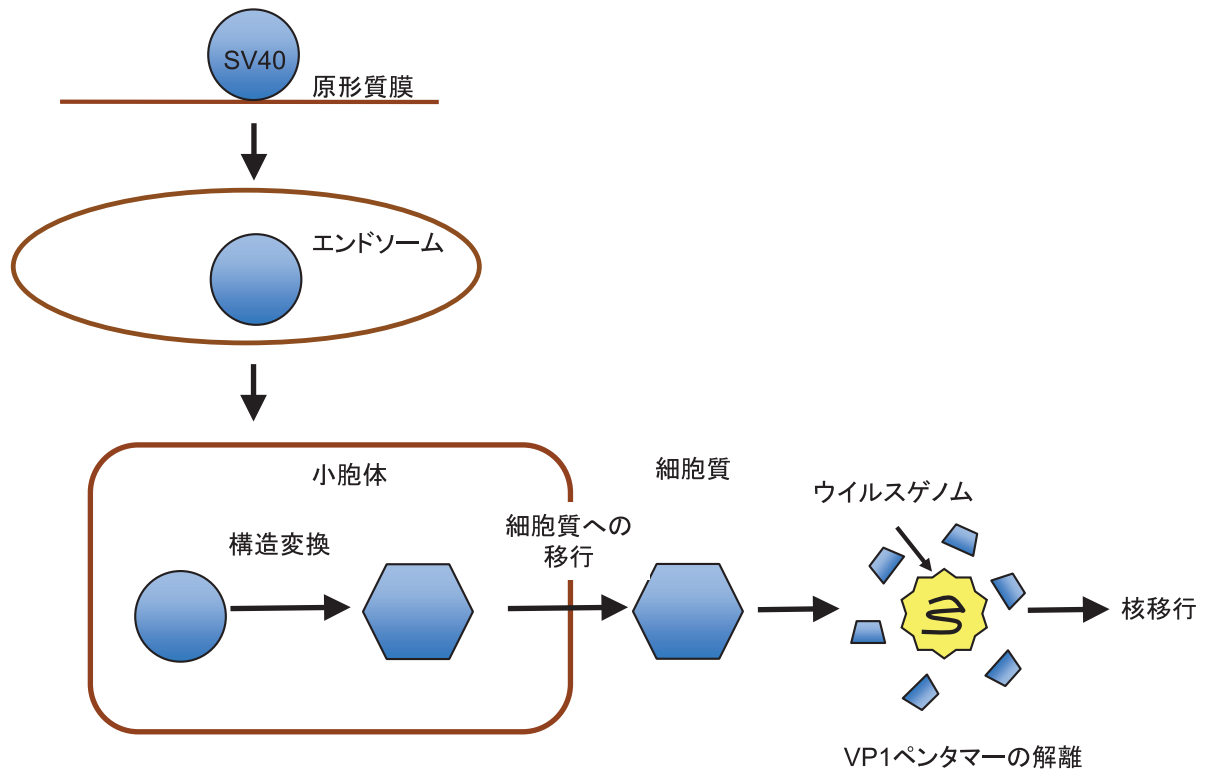 SV40
原形質膜
エンドソーム
小胞体
細胞質
構造変換
細胞質への
移行
ウイルスゲノム
核移行
VP1ペンタマーの解離